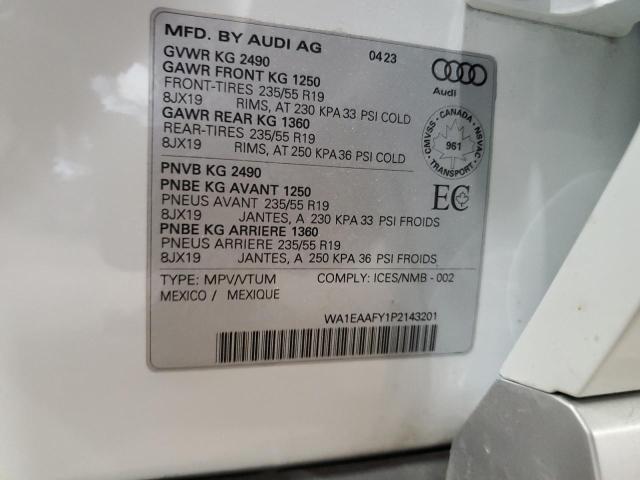 MFD. BY AUDI AG 04 23
GVWR KG 2490
GAWR FRONT KG 1250
FRONT-TIRES 235/55 R19
8JX19 RIMS, AT 230 KPA 33 PSI COLD
GAWR REAR KG 1360
REAR-TIRES 235/55 R19
8JX19 RIMS, AT 250 KPA 36 PSI COLD
Audi
CMVSS - CANADA - NSVAC
961
TRANSPORT
PNVB KG 2490
PNBE KG AVANT 1250
PNEUS AVANT 235/55 R19
8JX19 JANTES, A 230 KPA 33 PSI FROIDS
PNBE KG ARRIERE 1360
PNEUS ARRIERE 235/55 R19
8JX19 JANTES, A 250 KPA 36 PSI FROIDS
EC
TYPE: MPV/VTUM COMPLY: ICES/NMB - 002
MEXICO / MEXIQUE
WA1EAAFY1P2143201